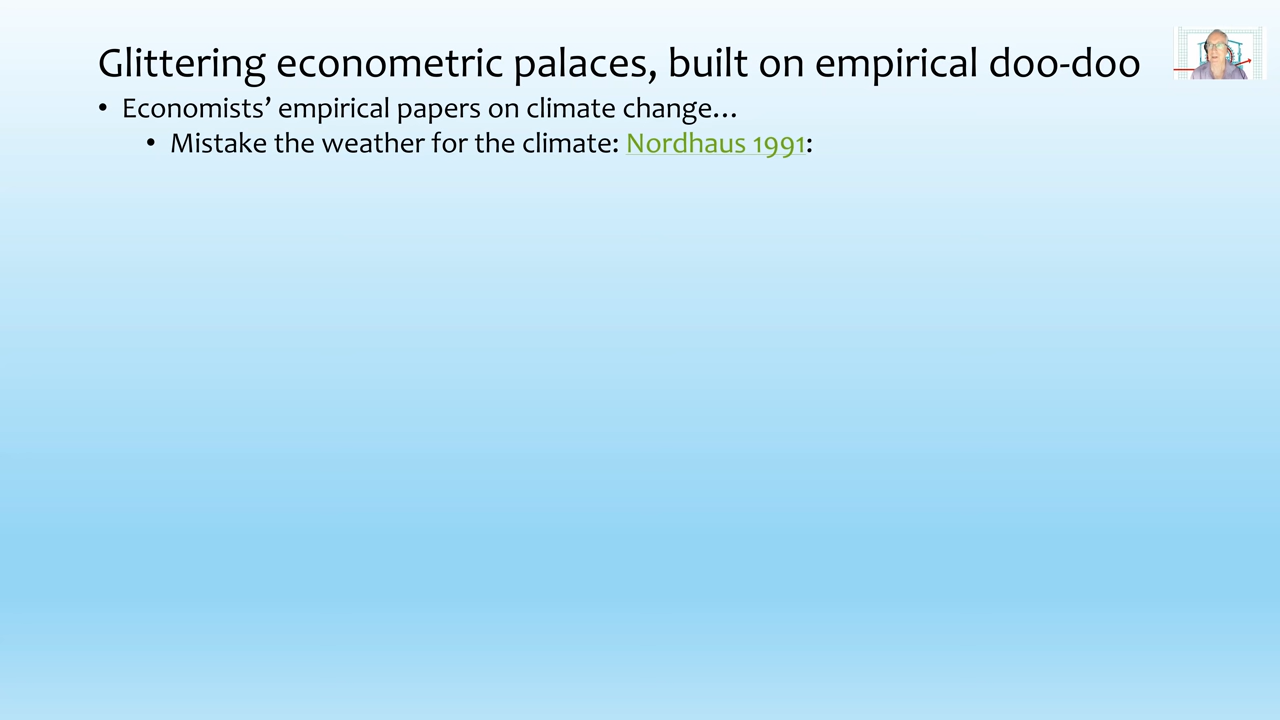 Glittering econometric palaces, built on empirical doo-doo
• Economists’ empirical papers on climate change…
• Mistake the weather for the climate: Nordhaus 1991: